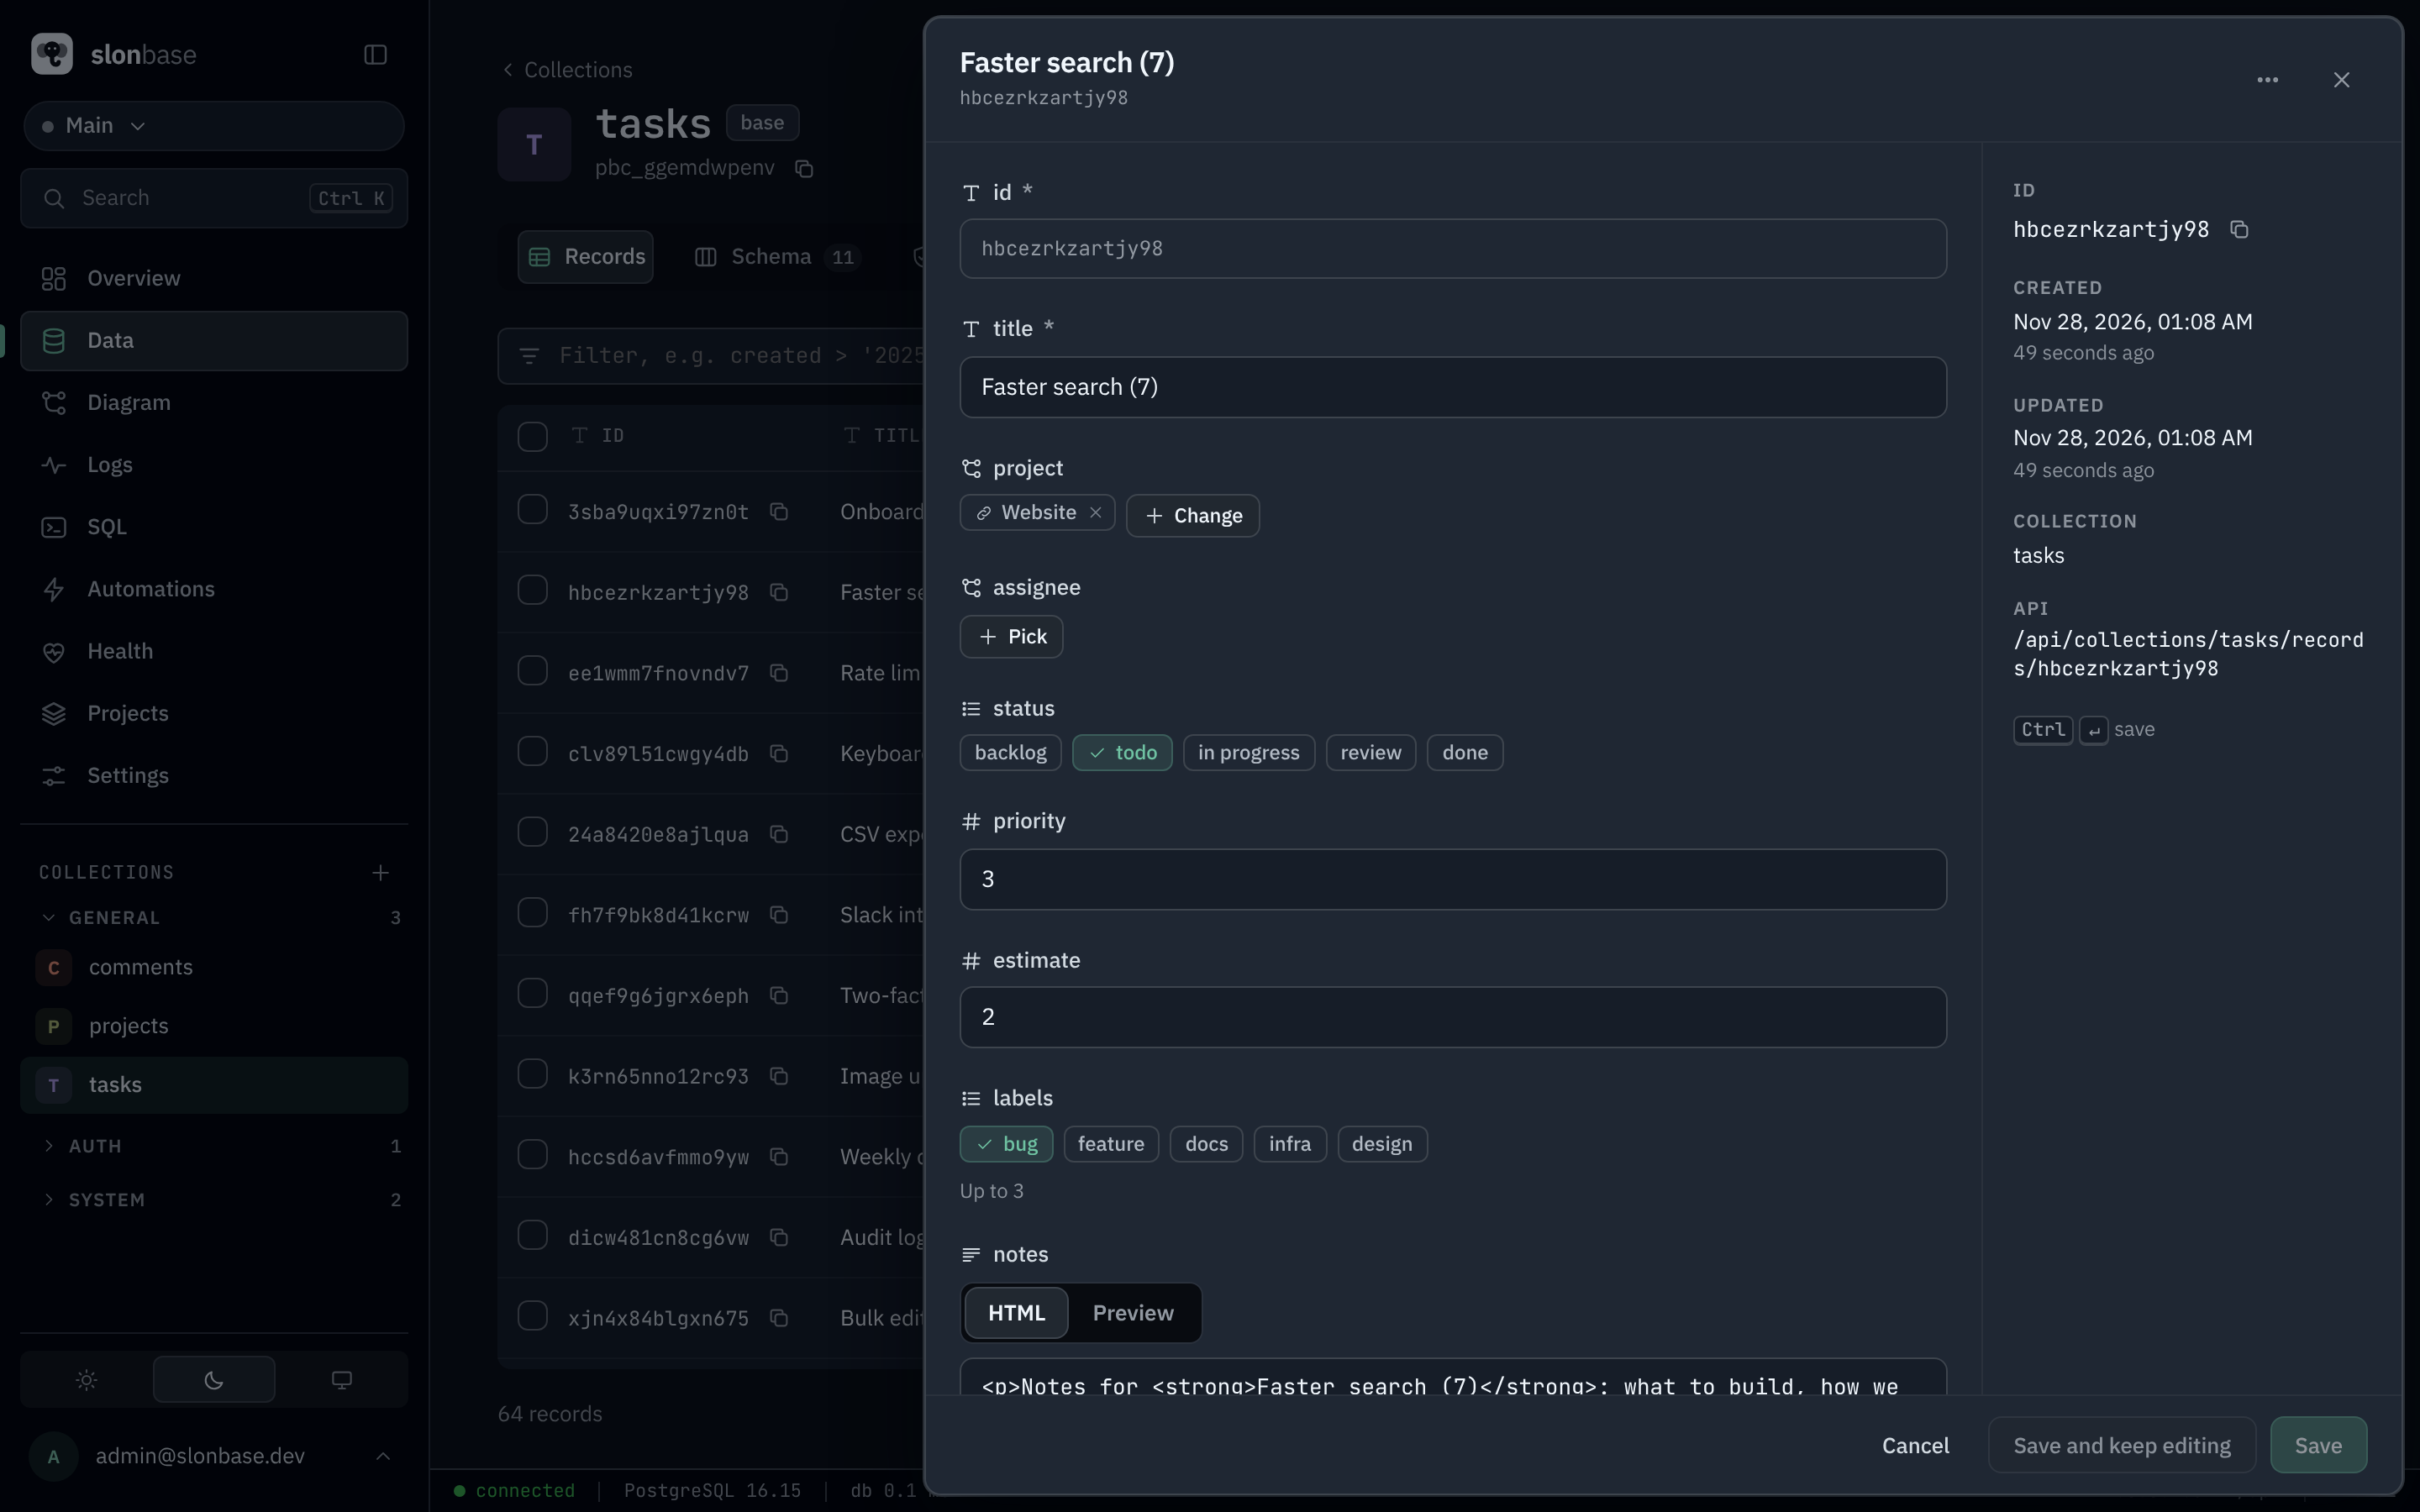 slonbase
Main
Search
Ctrl K
Overview
Data
Diagram
Logs
SQL
Automations
Health
Projects
Settings
COLLECTIONS
GENERAL 3
C comments
P projects
T tasks
AUTH 1
SYSTEM 2
A admin@slonbase.dev
Collections
T
tasks base
pbc_ggemdwpenv
Records
Schema 11
Filter, e.g. created > '2025
ID
3sba9uqxi97zn0t Onboard
hbcezrkzartjy98 Faster se
ee1wmm7fnovndv7 Rate lim
clv89l51cwgy4db Keyboar
24a8420e8ajlqua CSV exp
fh7f9bk8d41kcrw Slack int
qqef9g6jgrx6eph Two-fact
k3rn65nno12rc93 Image u
hccsd6avfmmo9yw Weekly
dicw481cn8cg6vw Audit log
xjn4x84blgxn675 Bulk edit
64 records
connected | PostgreSQL 16.15 | db 0.1
Faster search (7)
hbcezrkzartjy98
id *
hbcezrkzartjy98
title *
Faster search (7)
project
Website
Change
assignee
Pick
status
backlog todo in progress review done
priority
3
estimate
2
labels
bug feature docs infra design
Up to 3
notes
HTML Preview
<p>Notes for <strong>Faster search (7)</strong>: what to build, how we
ID
hbcezrkzartjy98
CREATED
Nov 28, 2026, 01:08 AM
49 seconds ago
UPDATED
Nov 28, 2026, 01:08 AM
49 seconds ago
COLLECTION
tasks
API
/api/collections/tasks/record
s/hbcezrkzartjy98
Ctrl ↵ save
Cancel
Save and keep editing
Save